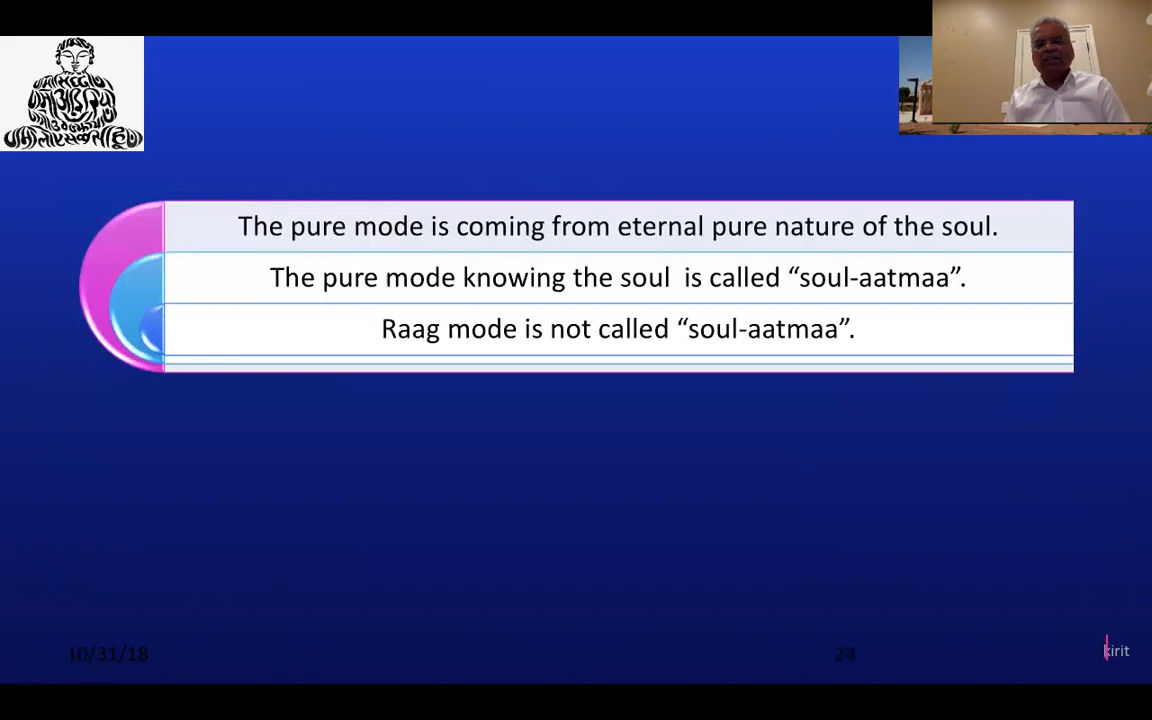 The pure mode is coming from eternal pure nature of the soul.
The pure mode knowing the soul is called “soul-aatmaa”.
Raag mode is not called “soul-aatmaa”.
10/31/18
24
kirit